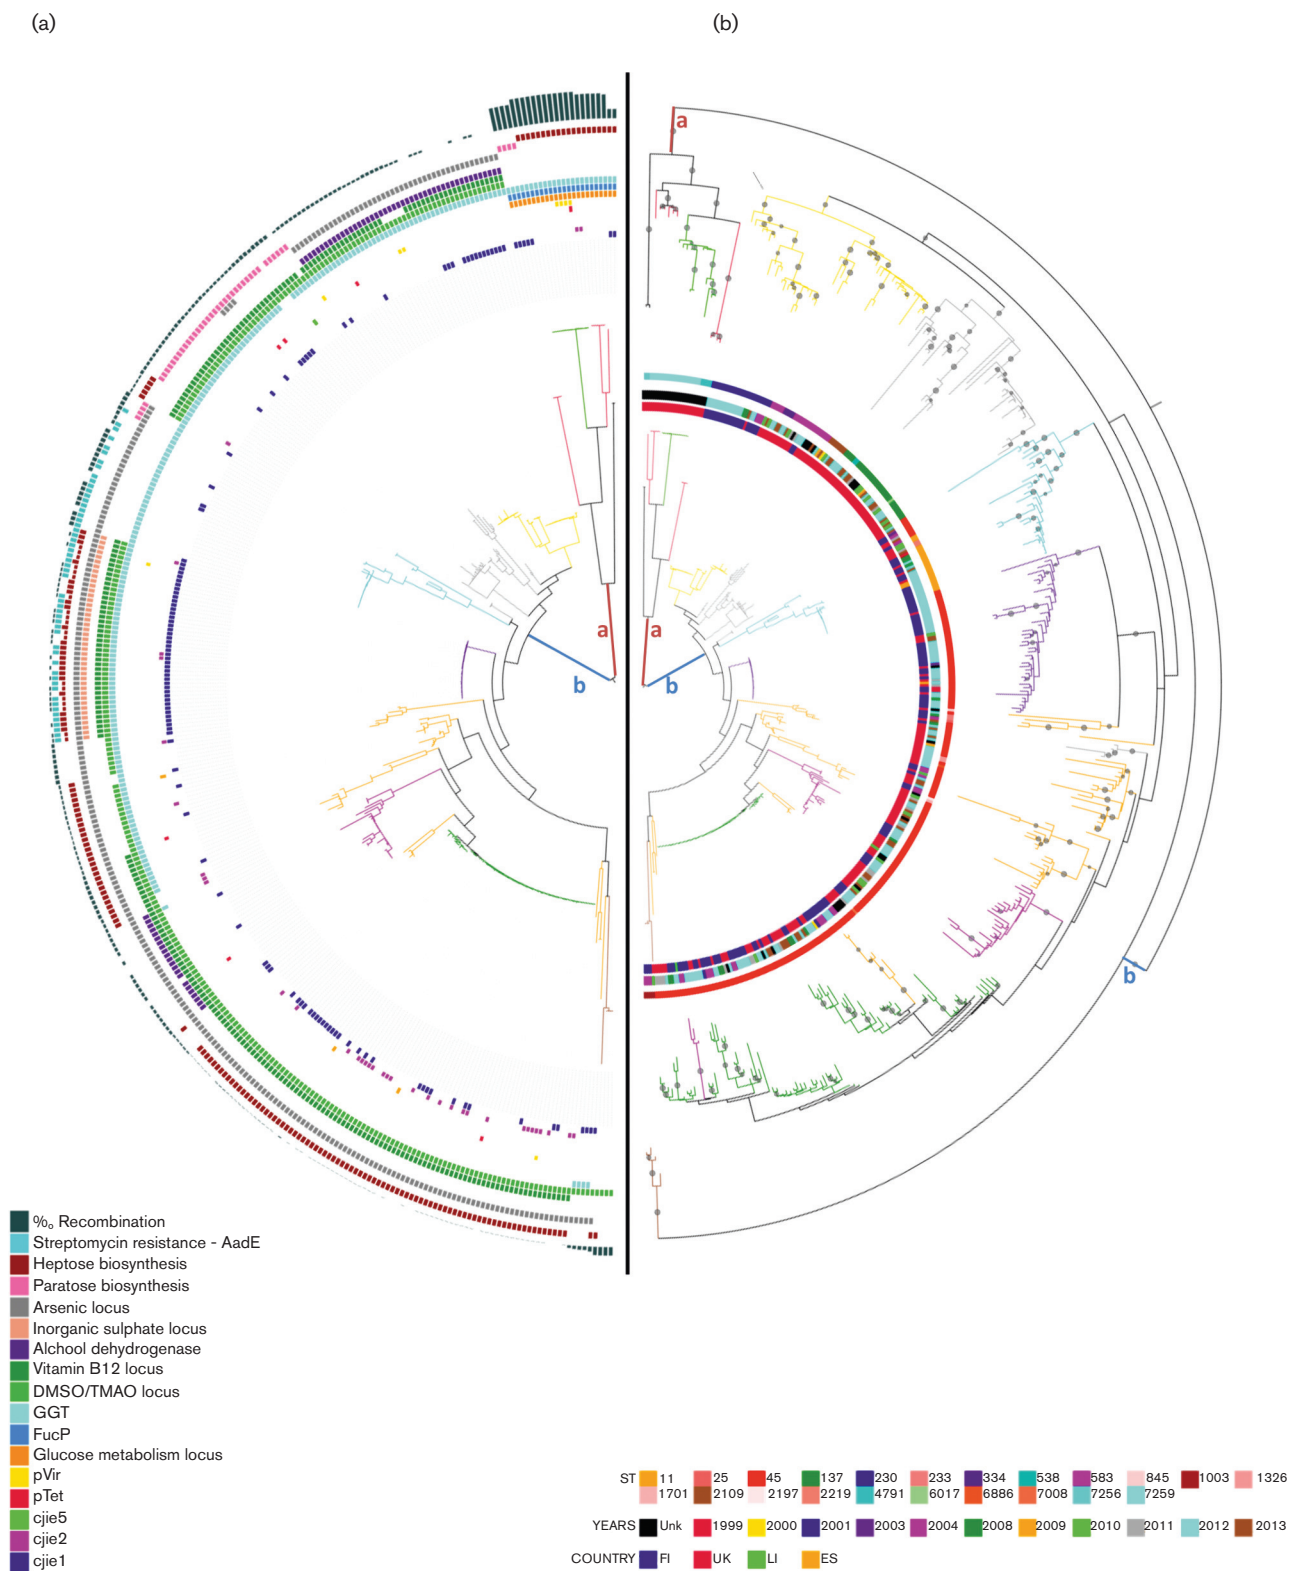 (a)
(b)
a
a
b
a
b
b
‰ Recombination
Streptomycin resistance - AadE
Heptose biosynthesis
Paratose biosynthesis
Arsenic locus
Inorganic sulphate locus
Alchool dehydrogenase
Vitamin B12 locus
DMSO/TMAO locus
GGT
FucP
Glucose metabolism locus
pVir
pTet
cjie5
cjie2
cjie1
ST 11 25 45 137 230 233 334 538 583 845 1003 1326
1701 2109 2197 2219 4791 6017 6886 7008 7256 7259
YEARS Unk 1999 2000 2001 2003 2004 2008 2009 2010 2011 2012 2013
COUNTRY FI UK LI ES